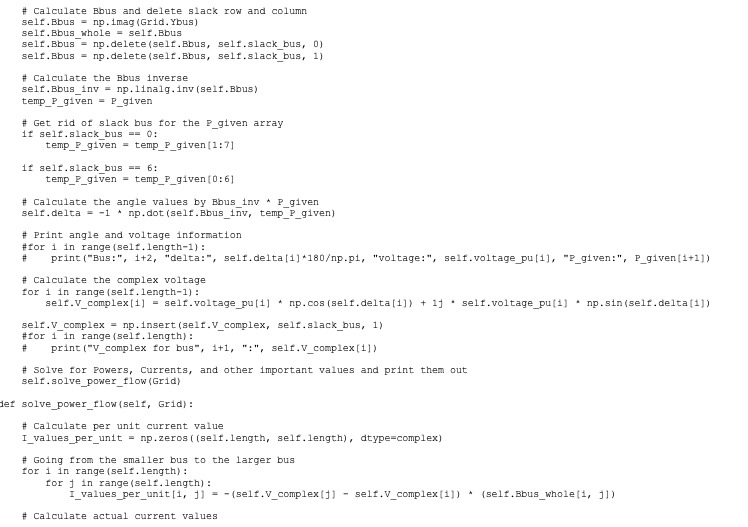 # Calculate Bbus and delete slack row and column
self.Bbus = np.imag(Grid.Ybus)
self.Bbus_whole = self.Bbus
self.Bbus = np.delete(self.Bbus, self.slack_bus, 0)
self.Bbus = np.delete(self.Bbus, self.slack_bus, 1)
# Calculate the Bbus inverse
self.Bbus_inv = np.linalg.inv(self.Bbus)
temp_P_given = P_given
# Get rid of slack bus for the P_given array
if self.slack_bus == 0:
temp_P_given = temp_P_given[1:7]
if self.slack_bus == 6:
temp_P_given = temp_P_given[0:6]
# Calculate the angle values by Bbus_inv * P_given
self.delta = -1 * np.dot(self.Bbus_inv, temp_P_given)
# Print angle and voltage information
#for i in range(self.length-1):
#    print("Bus:", i+2, "delta:", self.delta[i]*180/np.pi, "voltage:", self.voltage_pu[i], "P_given:", P_given[i+1])
# Calculate the complex voltage
for i in range(self.length-1):
self.V_complex[i] = self.voltage_pu[i] * np.cos(self.delta[i]) + 1j * self.voltage_pu[i] * np.sin(self.delta[i])
self.V_complex = np.insert(self.V_complex, self.slack_bus, 1)
#for i in range(self.length):
#    print("V_complex for bus", i+1, ":", self.V_complex[i])
# Solve for Powers, Currents, and other important values and print them out
self.solve_power_flow(Grid)
def solve_power_flow(self, Grid):
# Calculate per unit current value
I_values_per_unit = np.zeros((self.length, self.length), dtype=complex)
# Going from the smaller bus to the larger bus
for i in range(self.length):
for j in range(self.length):
I_values_per_unit[i, j] = -(self.V_complex[j] - self.V_complex[i]) * (self.Bbus_whole[i, j])
# Calculate actual current values